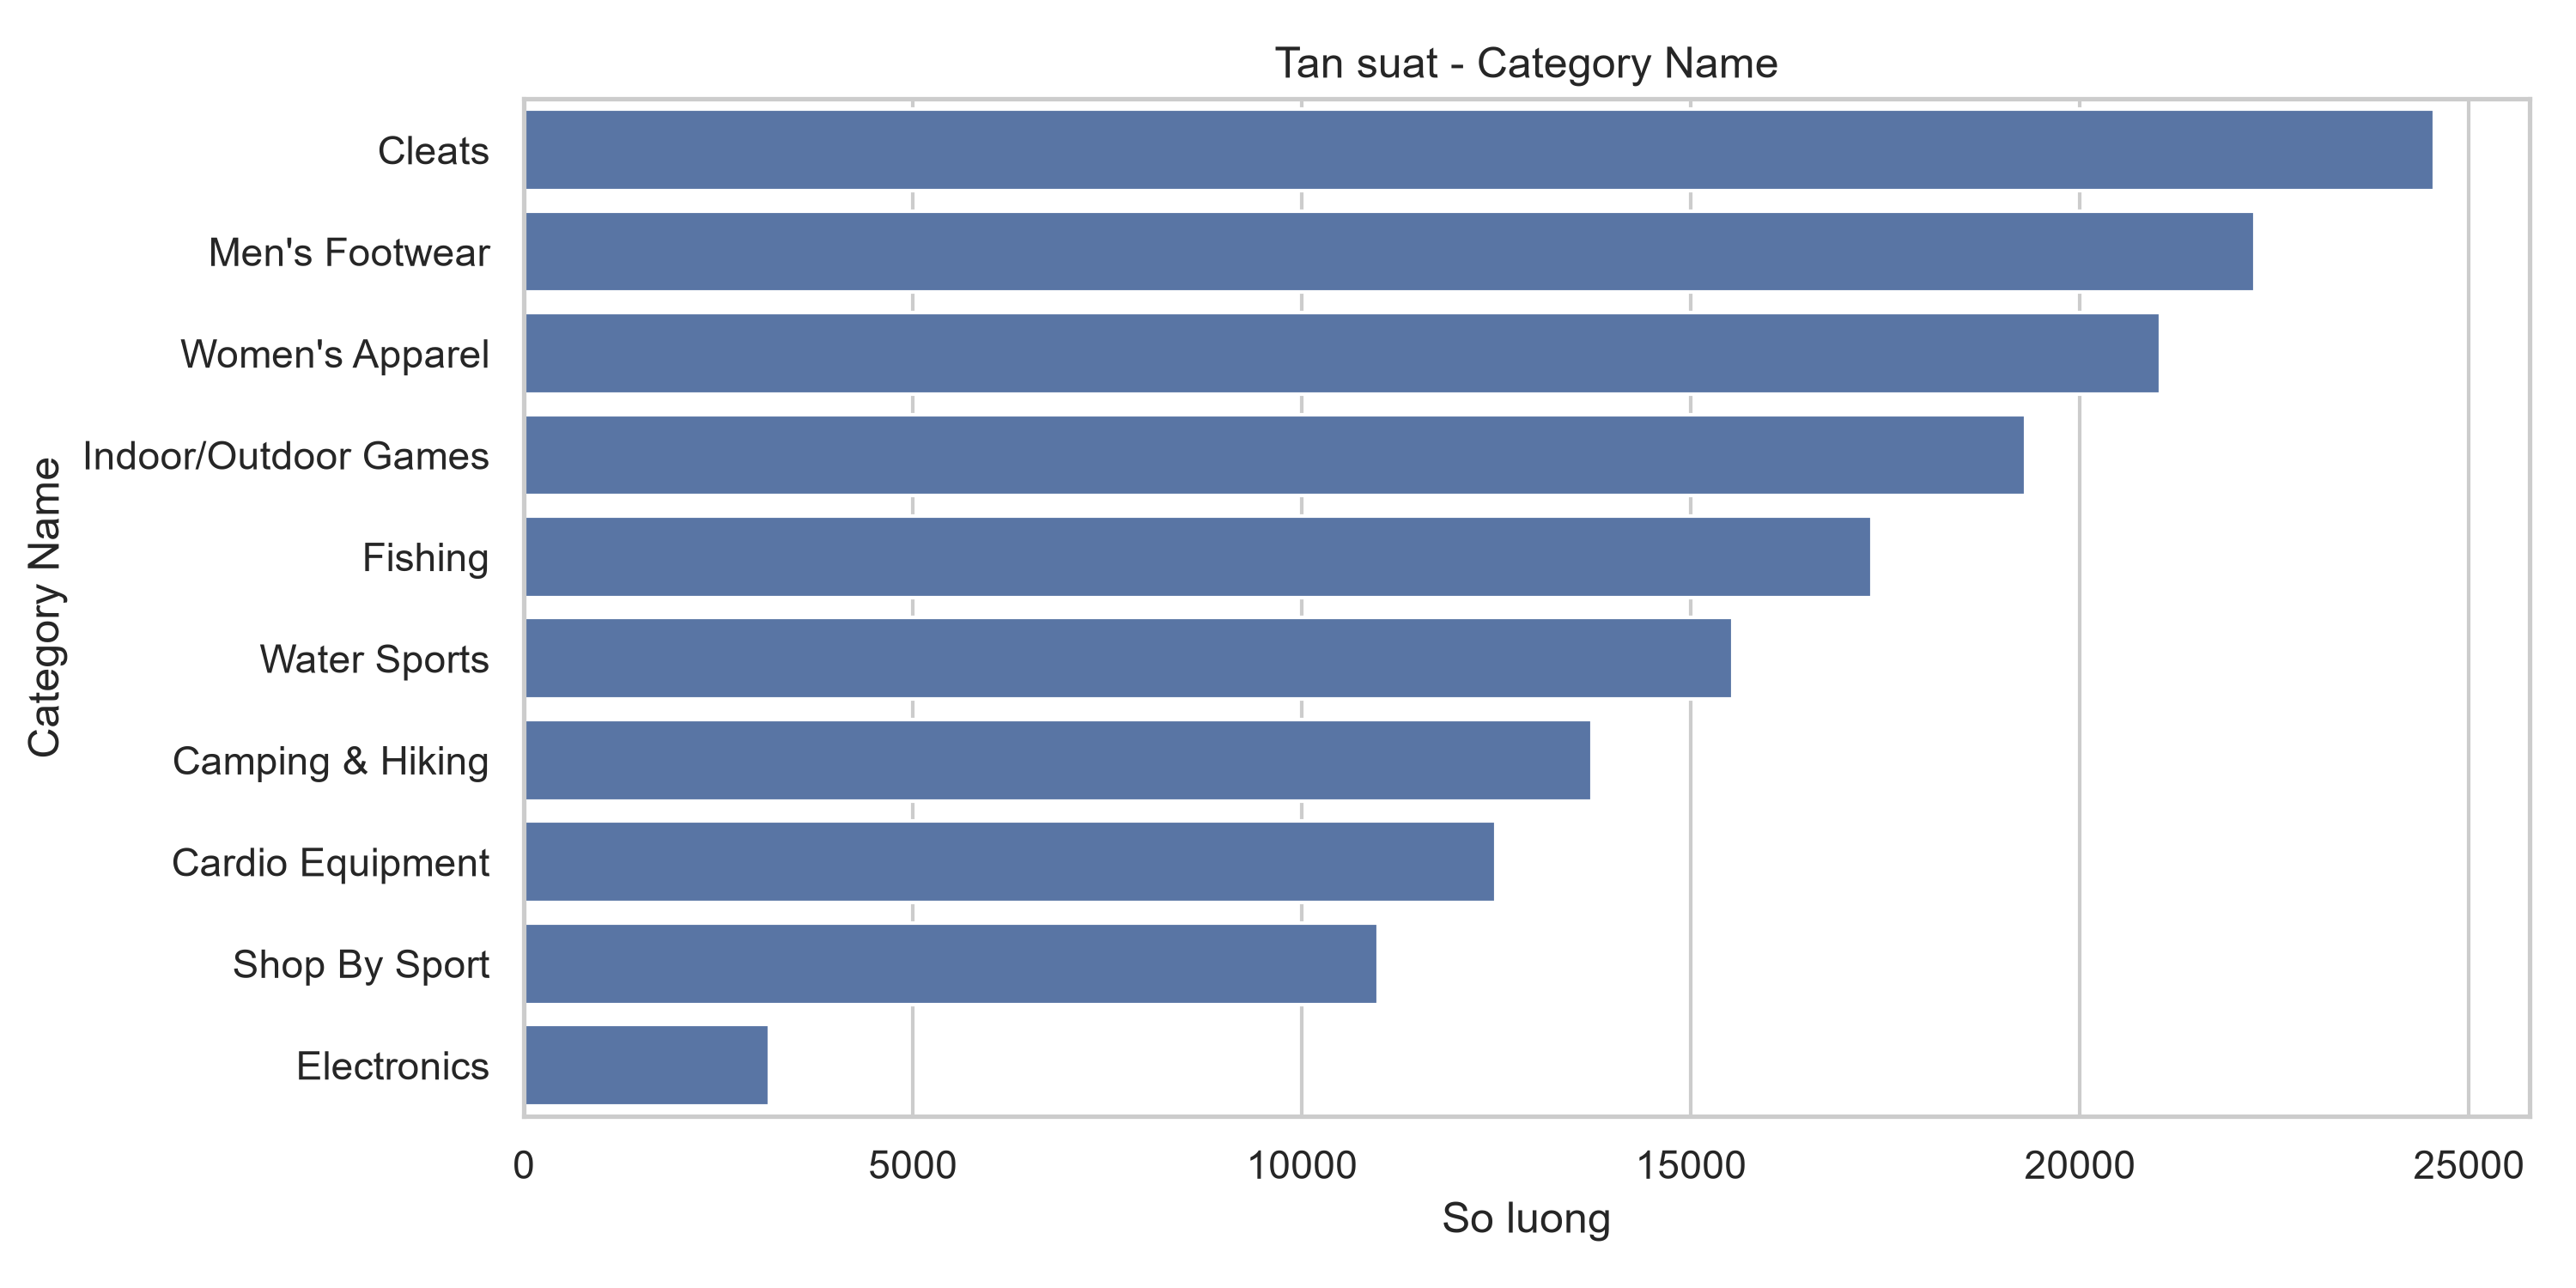 Tan suat - Category Name
Cleats
Men's Footwear
Women's Apparel
Indoor/Outdoor Games
Fishing
Water Sports
Camping & Hiking
Cardio Equipment
Shop By Sport
Electronics
Category Name
0 5000 10000 15000 20000 25000
So luong